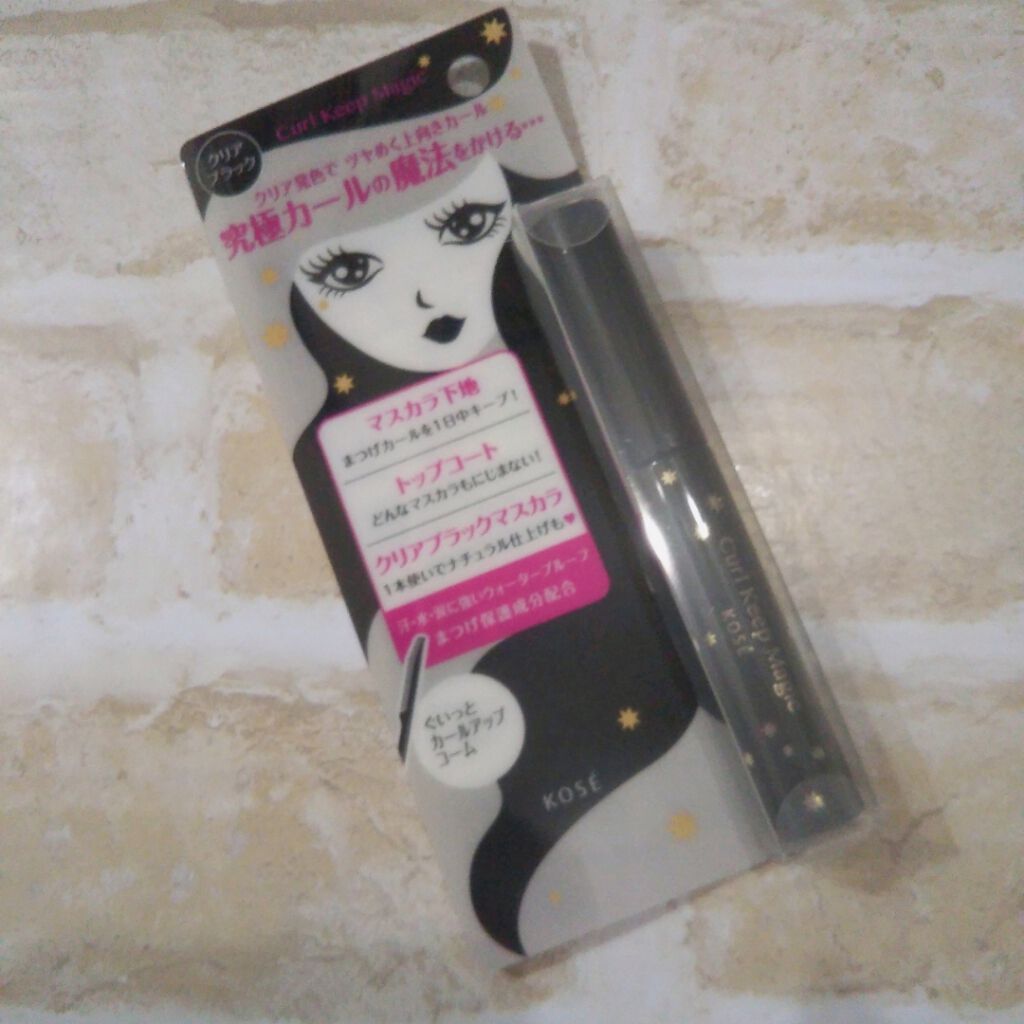 Curl Keep Magic
クリア
ブラック
クリア発色で ツヤめく上向きカール
究極カールの魔法をかける…
マスカラ下地
まつげカールを1日中キープ!
トップコート
どんなマスカラもにじまない!
クリアブラックマスカラ
1本使いでナチュラル仕上げも♥
汗・水・涙に強いウォータープルーフ
まつげ保護成分配合
ぐいっと
カールアップ
コーム
KOSÉ
Curl Keep Magic
KOSÉ